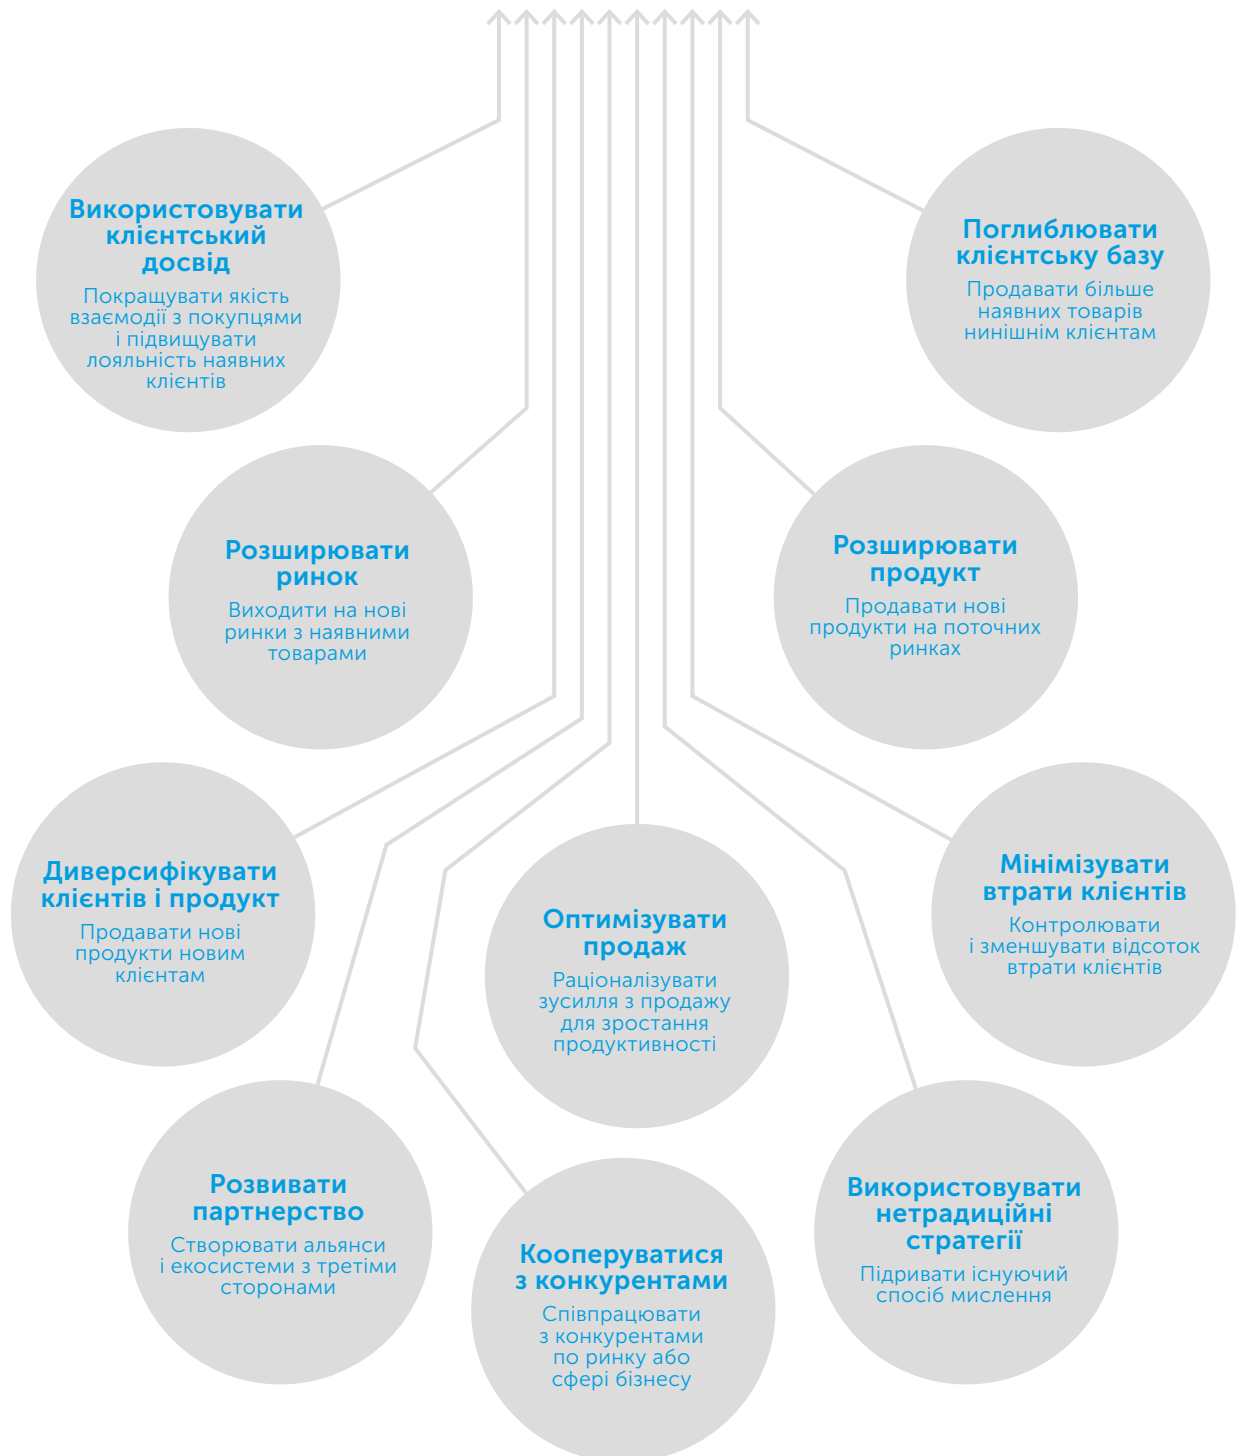 Використовувати
клієнтський
досвід
Покращувати якість
взаємодії з покупцями
і підвищувати
лояльність наявних
клієнтів
Поглиблювати
клієнтську базу
Продавати більше
наявних товарів
нинішнім клієнтам
Розширювати
ринок
Виходити на нові
ринки з наявними
товарами
Розширювати
продукт
Продавати нові
продукти на поточних
ринках
Диверсифікувати
клієнтів і продукт
Продавати нові
продукти новим
клієнтам
Оптимізувати
продаж
Раціоналізувати
зусилля з продажу
для зростання
продуктивності
Мінімізувати
втрати клієнтів
Контролювати
і зменшувати відсоток
втрати клієнтів
Розвивати
партнерство
Створювати альянси
і екосистеми з третіми
сторонами
Кооперуватися
з конкурентами
Співпрацювати
з конкурентами
по ринку або
сфері бізнесу
Використовувати
нетрадиційні
стратегії
Підривати існуючий
спосіб мислення